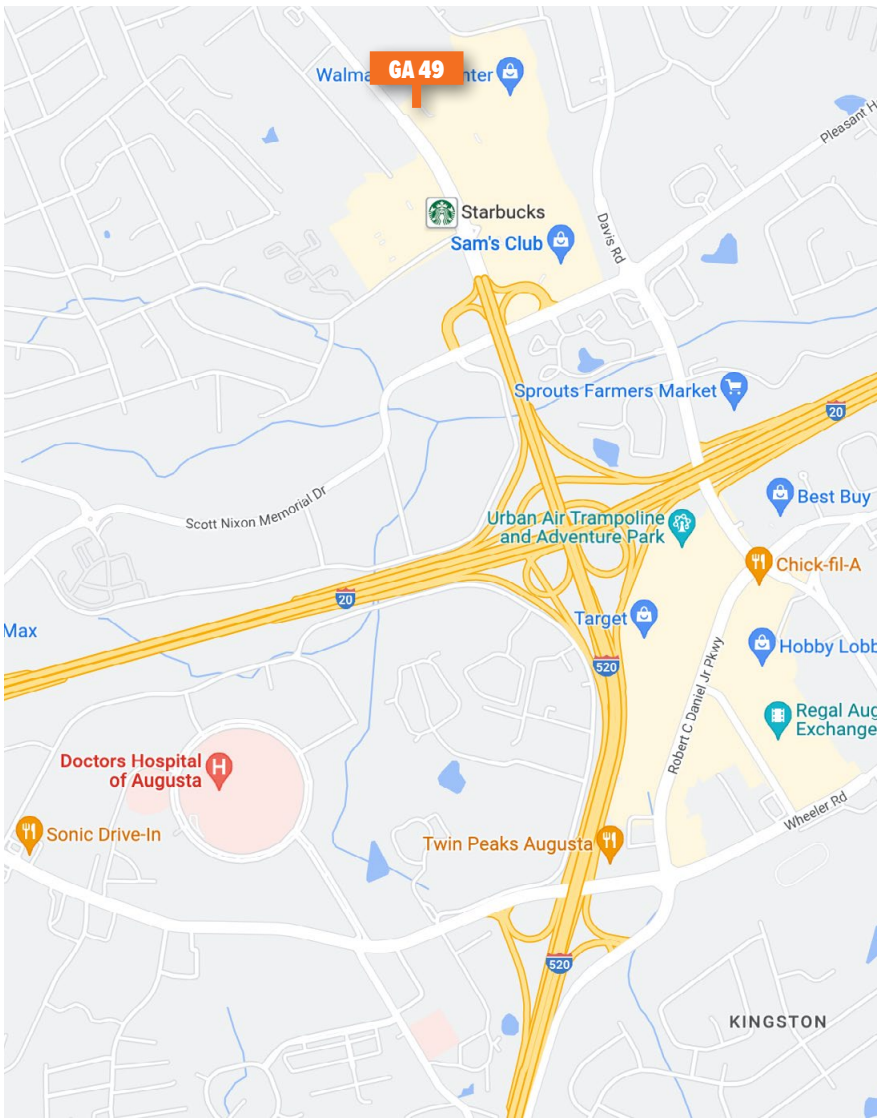 Walma
GA 49
nter
Pleasant H
Starbucks
Davis Rd
Sam's Club
Sprouts Farmers Market
20
Scott Nixon Memorial Dr
Best Buy
Urban Air Trampoline
and Adventure Park
Chick-fil-A
20
Target
Max
Hobby Lobb
520
Robert C Daniel Jr Pkwy
Regal Aug
Exchange
Doctors Hospital
of Augusta
H
Wheeler Rd
Sonic Drive-In
Twin Peaks Augusta
520
KINGSTON